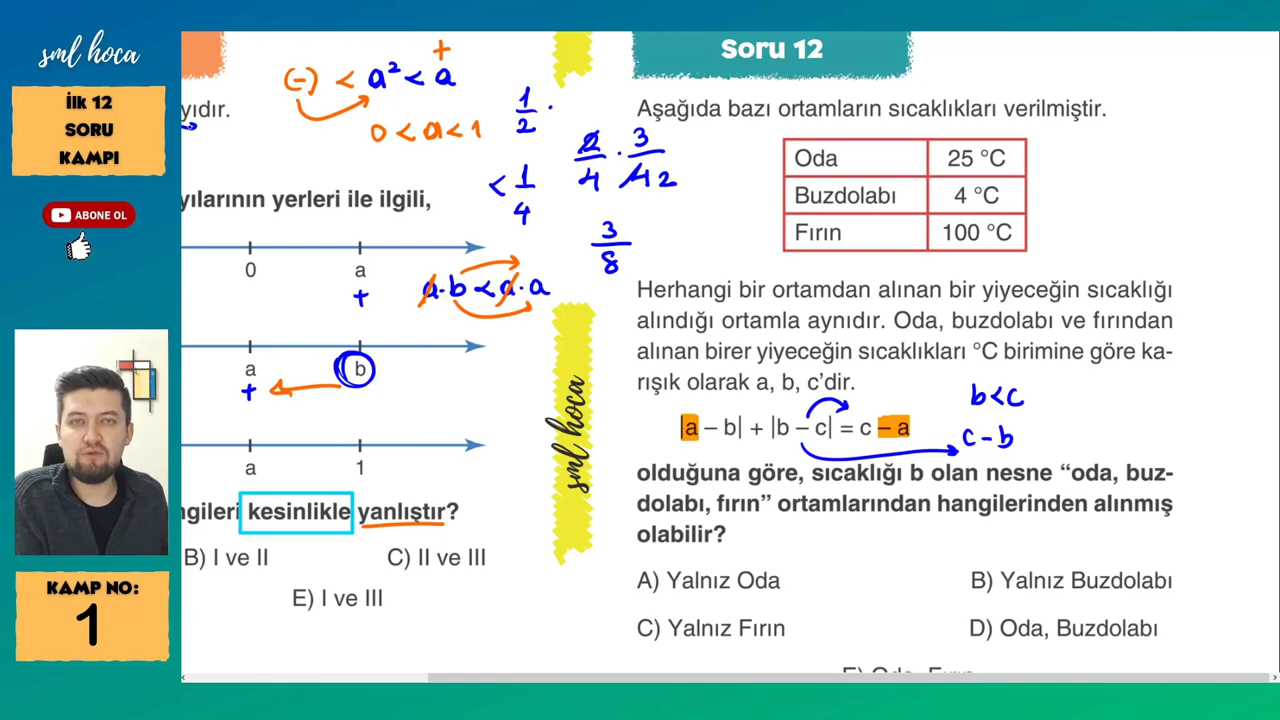 sml hoca
İlk 12
SORU
KAMPI
ABONE OL
KAMP NO:
1
yıdır.
(-) < a² < a
+
0 < a < 1
1/2 ·
< 1/4
2/4 · 3/42
3/8
yılarının yerleri ile ilgili,
0 a
+
a·b < a·a
a b
+
a 1
ngileri kesinlikle yanlıştır?
B) I ve II C) II ve III
E) I ve III
sml hoca
Soru 12
Aşağıda bazı ortamların sıcaklıkları verilmiştir.
Oda 25 °C
Buzdolabı 4 °C
Fırın 100 °C
Herhangi bir ortamdan alınan bir yiyeceğin sıcaklığı
alındığı ortamla aynıdır. Oda, buzdolabı ve fırından
alınan birer yiyeceğin sıcaklıkları °C birimine göre ka-
rışık olarak a, b, c'dir.
b < c
|a – b| + |b – c| = c – a
c - b
olduğuna göre, sıcaklığı b olan nesne “oda, buz-
dolabı, fırın” ortamlarından hangilerinden alınmış
olabilir?
A) Yalnız Oda B) Yalnız Buzdolabı
C) Yalnız Fırın D) Oda, Buzdolabı